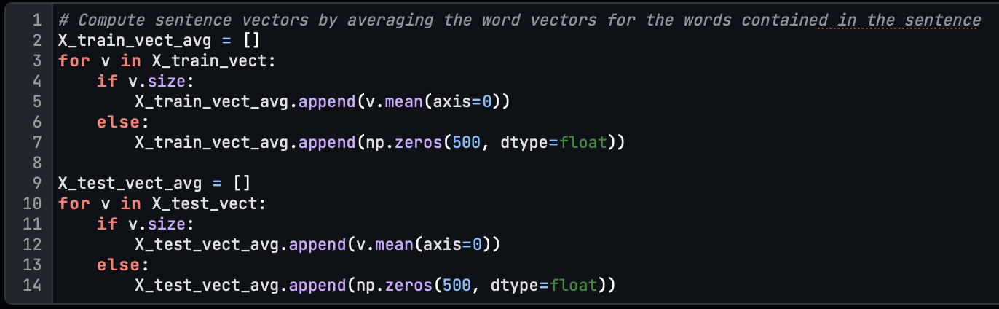 1 # Compute sentence vectors by averaging the word vectors for the words contained in the sentence
2 X_train_vect_avg = []
3 for v in X_train_vect:
4     if v.size:
5         X_train_vect_avg.append(v.mean(axis=0))
6     else:
7         X_train_vect_avg.append(np.zeros(500, dtype=float))
8
9 X_test_vect_avg = []
10 for v in X_test_vect:
11     if v.size:
12         X_test_vect_avg.append(v.mean(axis=0))
13     else:
14         X_test_vect_avg.append(np.zeros(500, dtype=float))